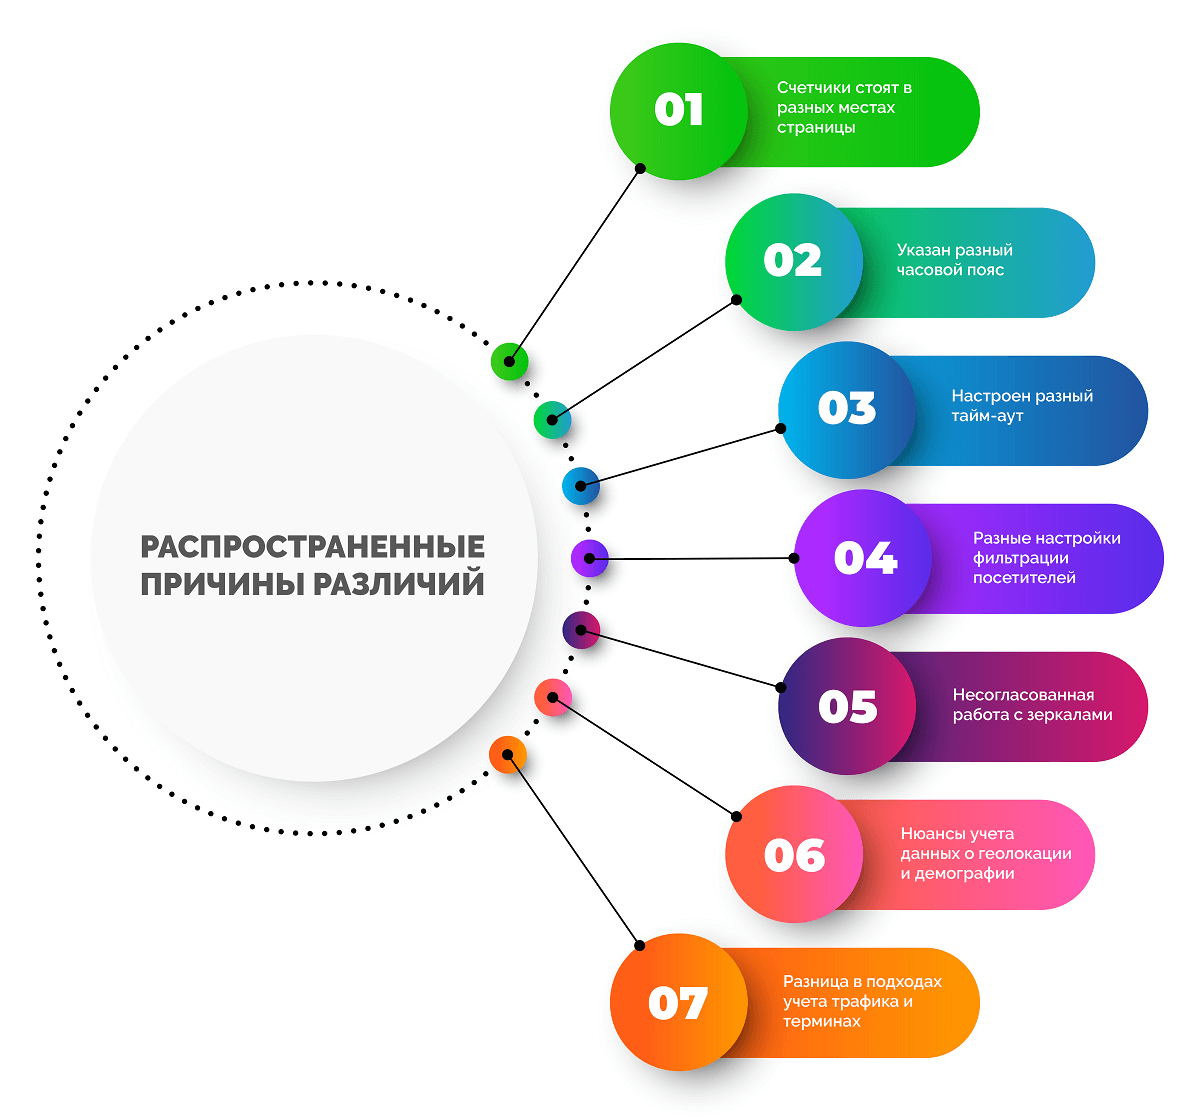 РАСПРОСТРАНЕННЫЕ
ПРИЧИНЫ РАЗЛИЧИЙ
01
Счетчики стоят в
разных местах
страницы
02
Указан разный
часовой пояс
03
Настроен разный
тайм-аут
04
Разные настройки
фильтрации
посетителей
05
Несогласованная
работа с зеркалами
06
Нюансы учета
данных о геолокации
и демографии
07
Разница в подходах
учета трафика и
терминах